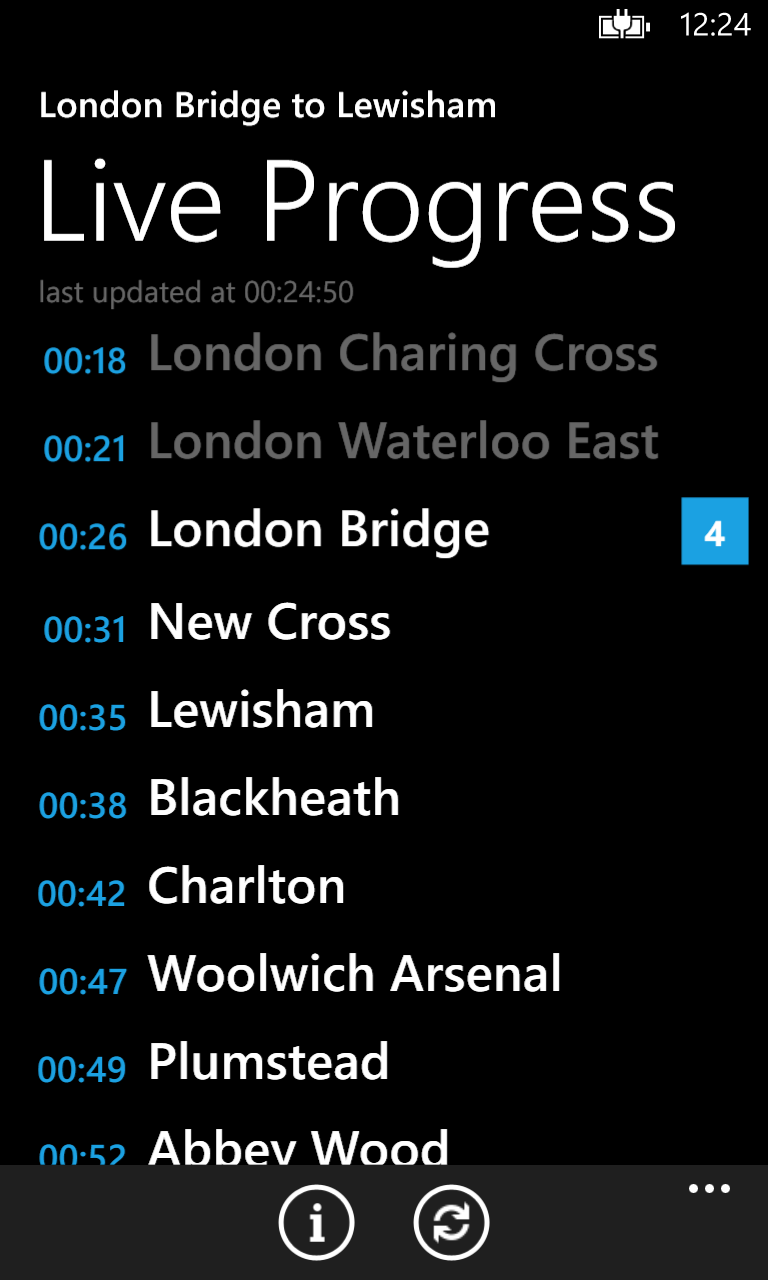 12:24
London Bridge to Lewisham
Live Progress
last updated at 00:24:50
00:18 London Charing Cross
00:21 London Waterloo East
00:26 London Bridge 4
00:31 New Cross
00:35 Lewisham
00:38 Blackheath
00:42 Charlton
00:47 Woolwich Arsenal
00:49 Plumstead
00:52 Abbey Wood